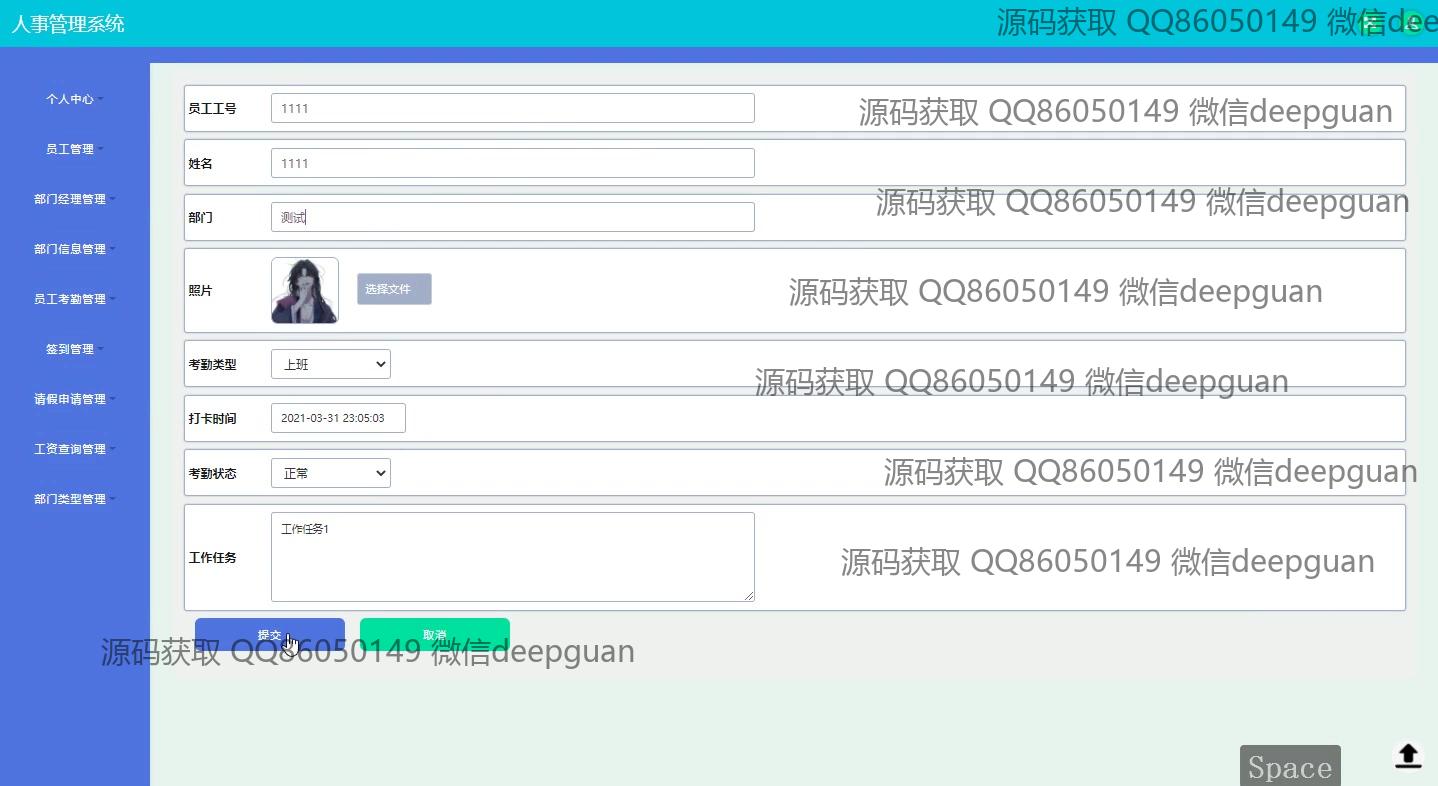 人事管理系统
源码获取 QQ86050149 微信dee
个人中心
员工管理
部门经理管理
部门信息管理
员工考勤管理
签到管理
请假申请管理
工资查询管理
部门类型管理
员工工号 1111
源码获取 QQ86050149 微信deepguan
姓名 1111
源码获取 QQ86050149 微信deepguan
部门 测试
照片 选择文件
源码获取 QQ86050149 微信deepguan
考勤类型 上班
源码获取 QQ86050149 微信deepguan
打卡时间 2021-03-31 23:05:03
考勤状态 正常
源码获取 QQ86050149 微信deepguan
工作任务 工作任务1
源码获取 QQ86050149 微信deepguan
提交 取消
源码获取 QQ86050149 微信deepguan
Space